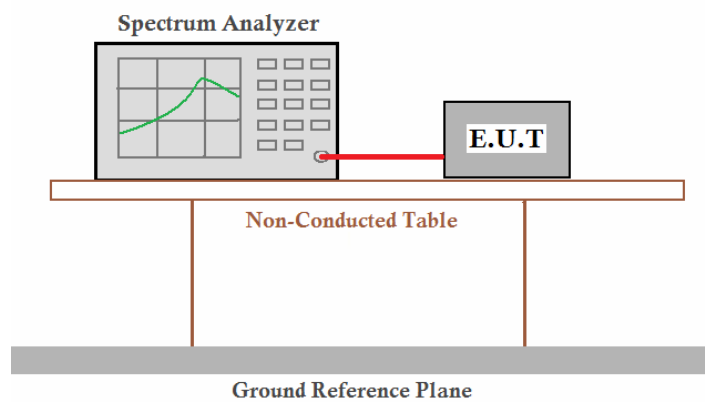 Spectrum Analyzer
E.U.T
Non-Conducted Table
Ground Reference Plane